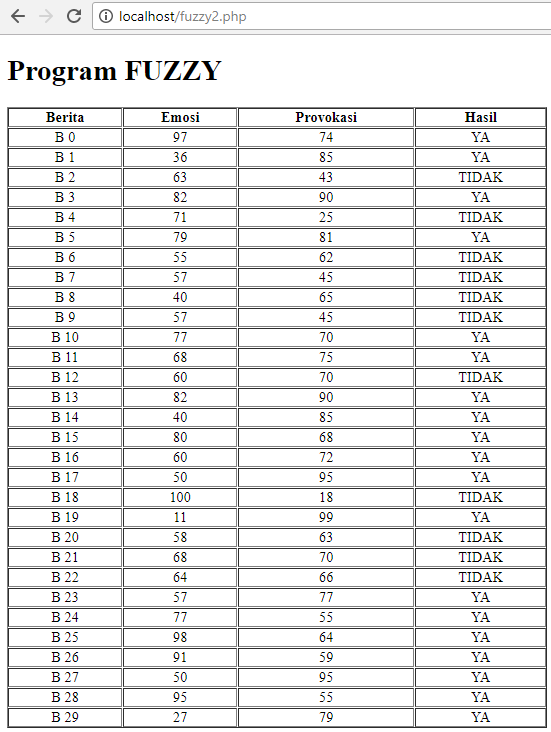 localhost/fuzzy2.php
Program FUZZY
Berita Emosi Provokasi Hasil
B 0 97 74 YA
B 1 36 85 YA
B 2 63 43 TIDAK
B 3 82 90 YA
B 4 71 25 TIDAK
B 5 79 81 YA
B 6 55 62 TIDAK
B 7 57 45 TIDAK
B 8 40 65 TIDAK
B 9 57 45 TIDAK
B 10 77 70 YA
B 11 68 75 YA
B 12 60 70 TIDAK
B 13 82 90 YA
B 14 40 85 YA
B 15 80 68 YA
B 16 60 72 YA
B 17 50 95 YA
B 18 100 18 TIDAK
B 19 11 99 YA
B 20 58 63 TIDAK
B 21 68 70 TIDAK
B 22 64 66 TIDAK
B 23 57 77 YA
B 24 77 55 YA
B 25 98 64 YA
B 26 91 59 YA
B 27 50 95 YA
B 28 95 55 YA
B 29 27 79 YA